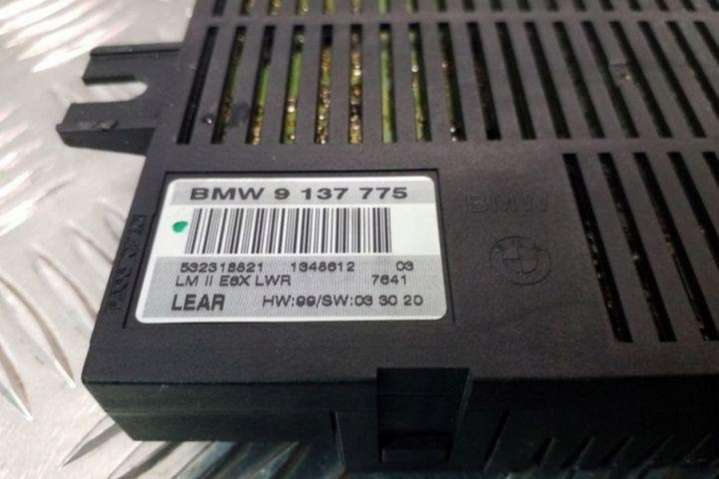 BMW 9 137 775
532318821 1348612 03
LM II E6X LWR 7641
LEAR HW:99/SW:03 30 20
BMW